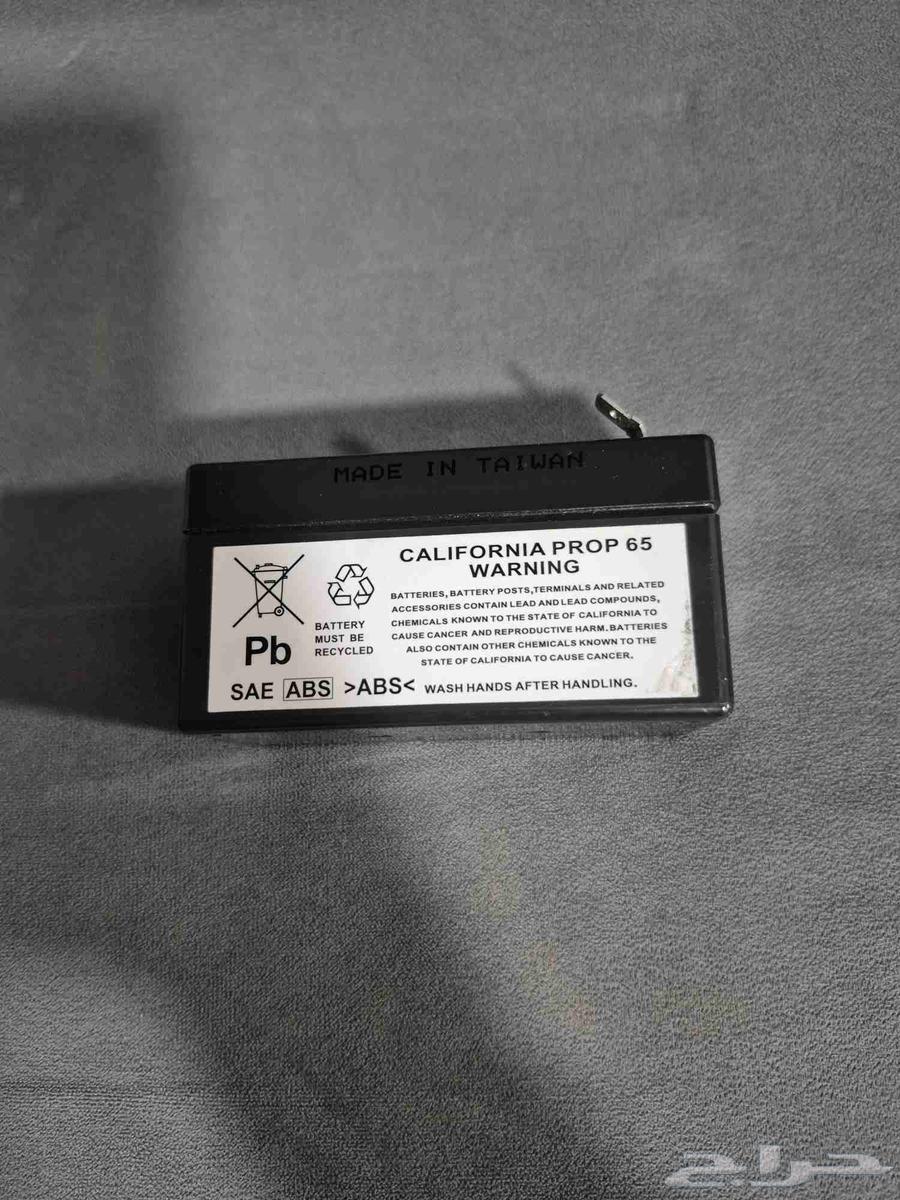 MADE IN TAIWAN
CALIFORNIA PROP 65
WARNING
BATTERIES, BATTERY POSTS,TERMINALS AND RELATED
ACCESSORIES CONTAIN LEAD AND LEAD COMPOUNDS,
CHEMICALS KNOWN TO THE STATE OF CALIFORNIA TO
CAUSE CANCER AND REPRODUCTIVE HARM.BATTERIES
ALSO CONTAIN OTHER CHEMICALS KNOWN TO THE
STATE OF CALIFORNIA TO CAUSE CANCER.
BATTERY
MUST BE
RECYCLED
Pb
SAE ABS >ABS< WASH HANDS AFTER HANDLING.
حراج